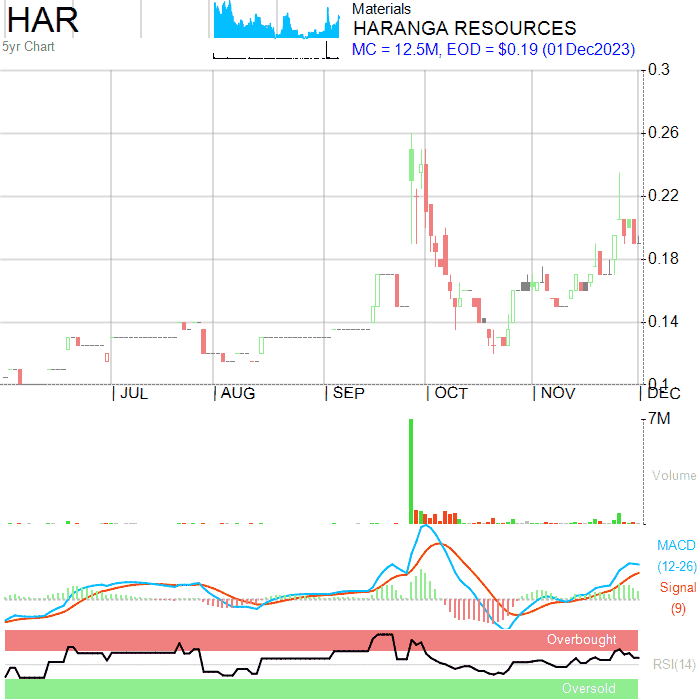 HAR
5yr Chart
Materials
HARANGA RESOURCES
MC = 12.5M, EOD = $0.19 (01Dec2023)
0.3
0.26
0.22
0.18
0.14
0.1
JUL AUG SEP OCT NOV DEC
7M
Volume
MACD
(12-26)
Signal
(9)
Overbought
RSI(14)
Oversold